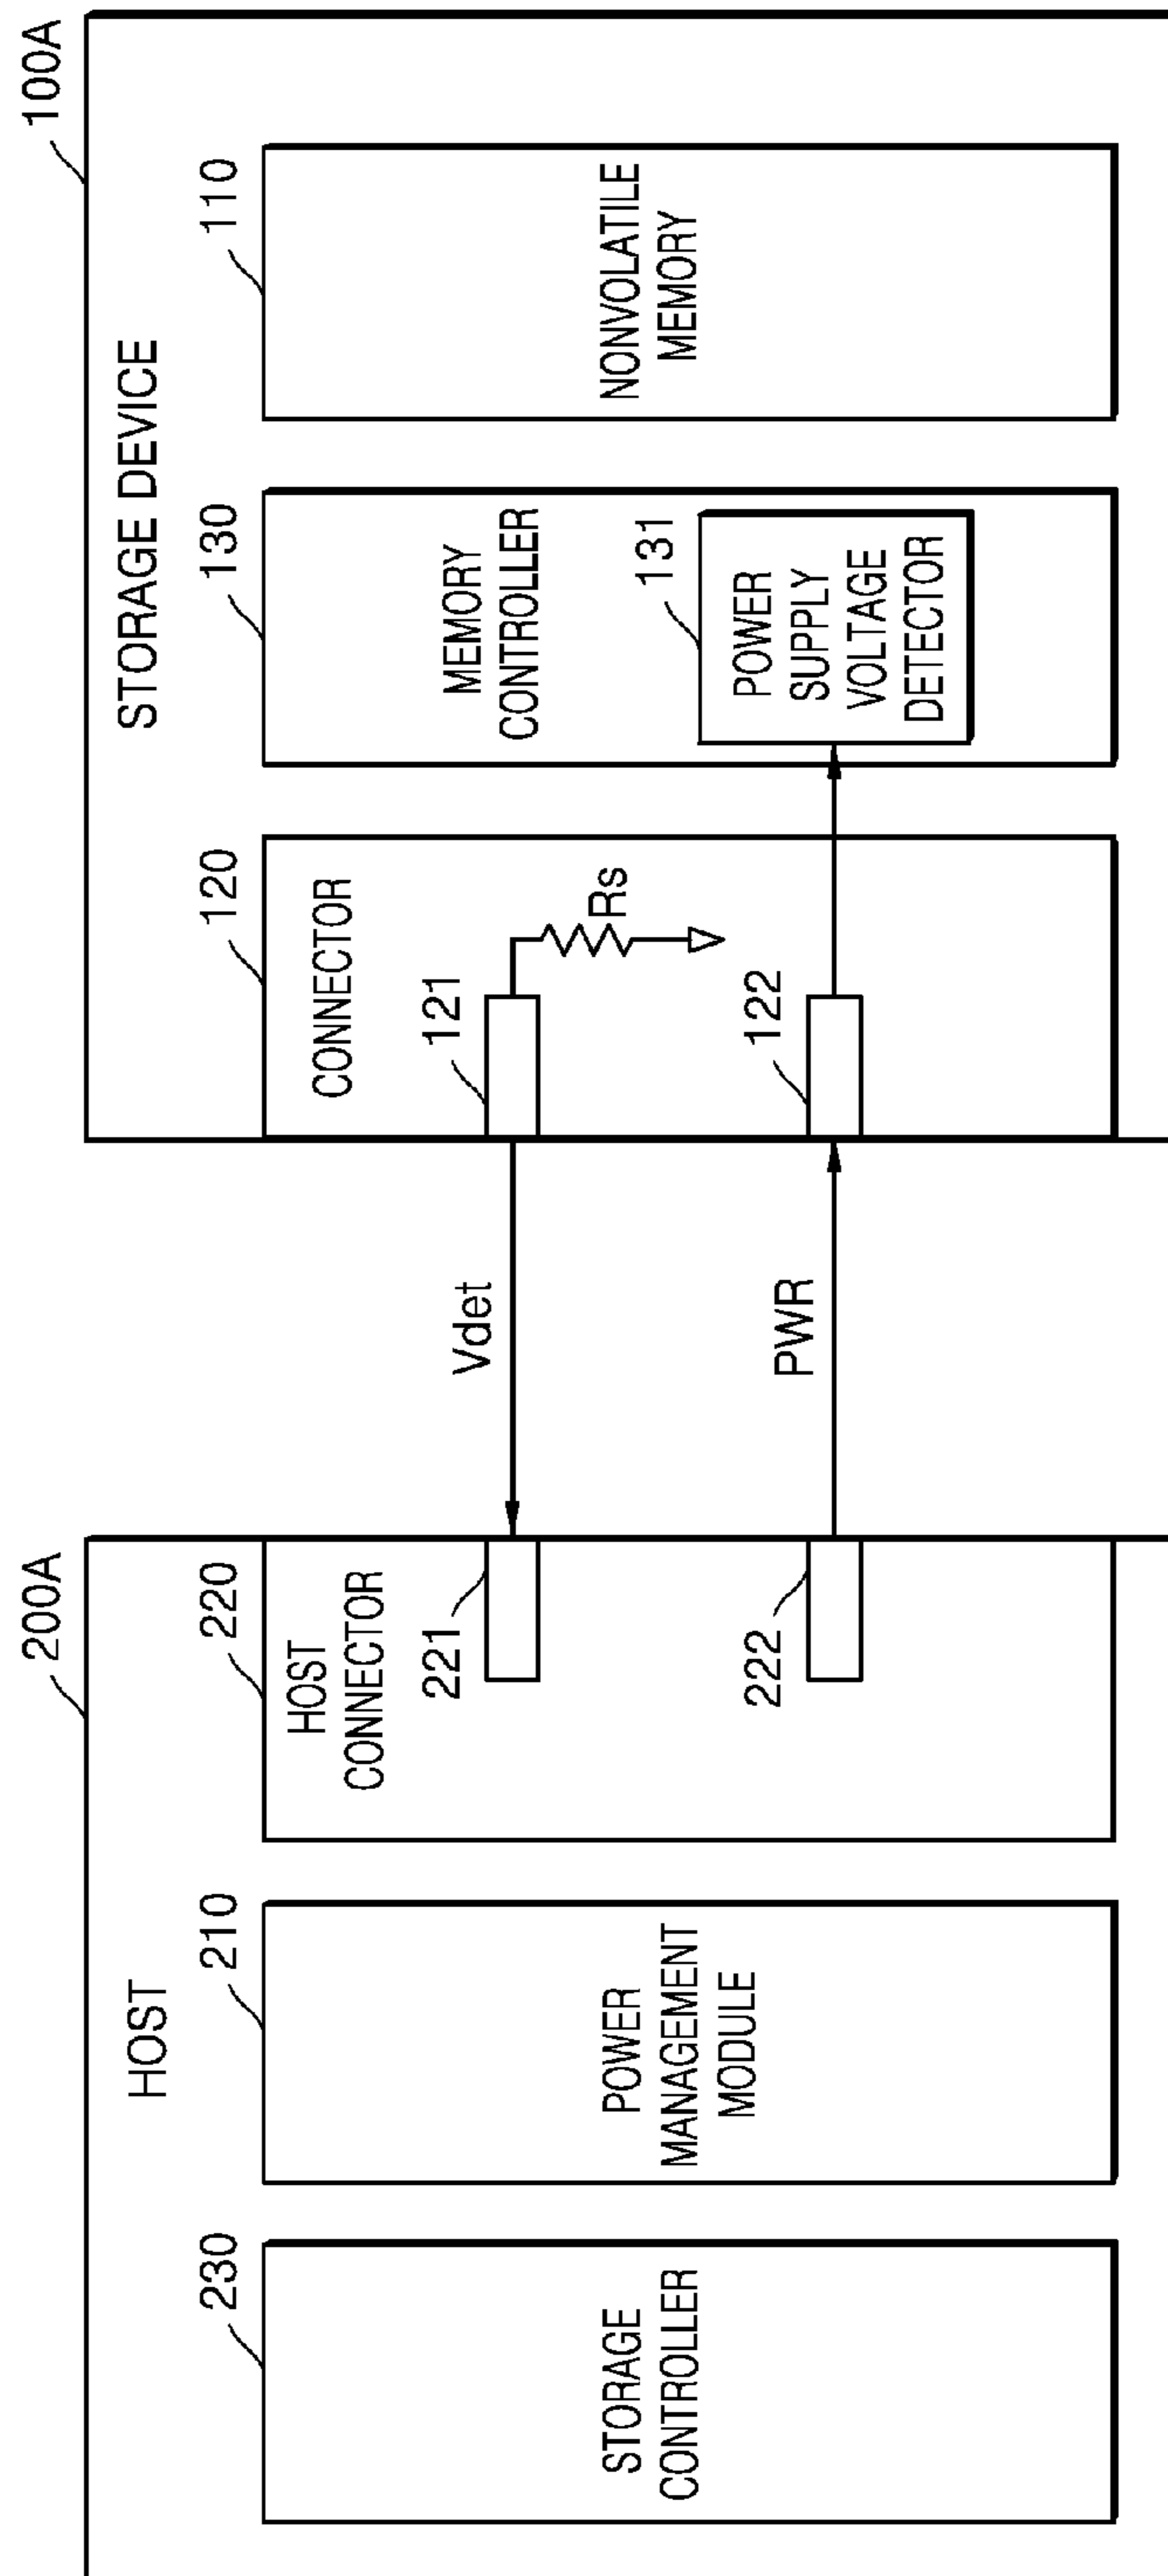 200A
HOST
230
STORAGE
CONTROLLER
210
POWER
MANAGEMENT
MODULE
220
HOST
CONNECTOR
221
222
Vdet
PWR
100A
STORAGE DEVICE
120
CONNECTOR
121
Rs
122
130
MEMORY
CONTROLLER
131
POWER
SUPPLY
VOLTAGE
DETECTOR
110
NONVOLATILE
MEMORY